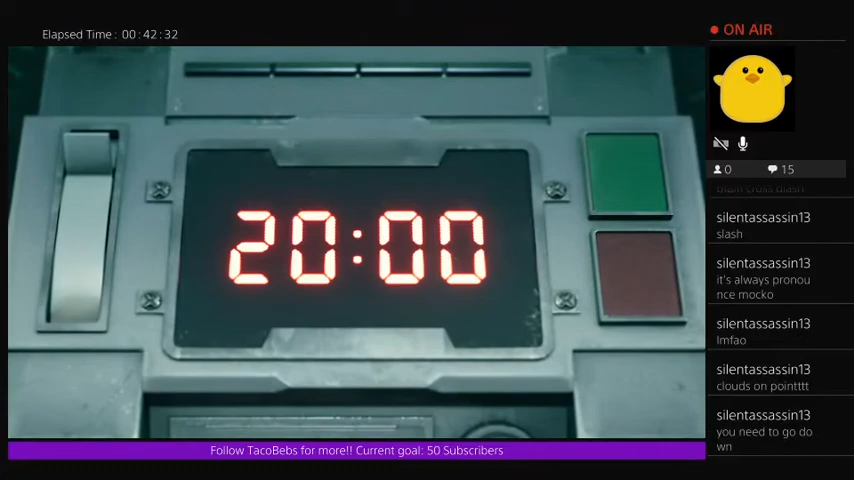 Elapsed Time : 00:42:32
ON AIR
20:00
0
15
silentassassin13
slash
silentassassin13
it's always pronou
nce mocko
silentassassin13
lmfao
silentassassin13
clouds on pointttt
silentassassin13
you need to go do
wn
Follow TacoBebs for more!! Current goal: 50 Subscribers